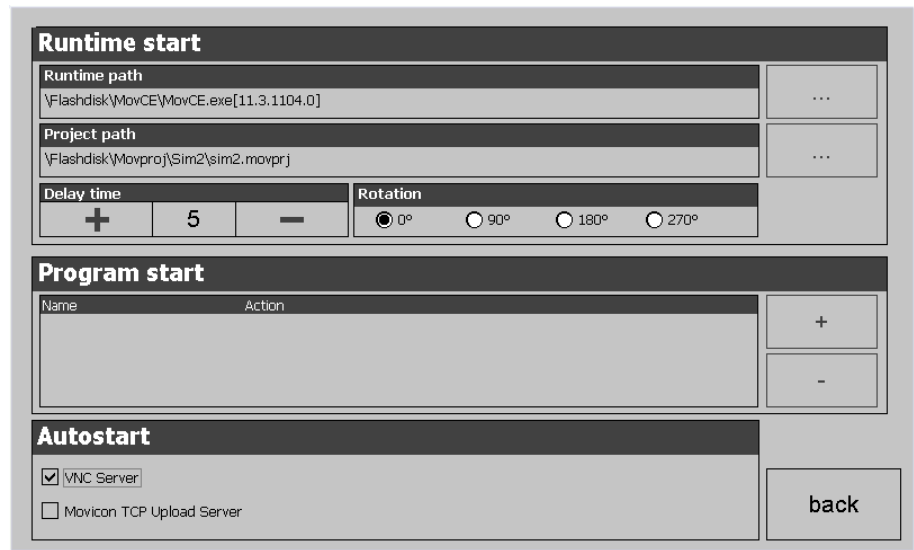 Runtime start
Runtime path
\Flashdisk\MovCE\MovCE.exe[11.3.1104.0]
...
Project path
\Flashdisk\Movproj\Sim2\sim2.movprj
...
Delay time
+ 5 -
Rotation
0° 90° 180° 270°
Program start
Name Action
+
-
Autostart
VNC Server
Movicon TCP Upload Server
back